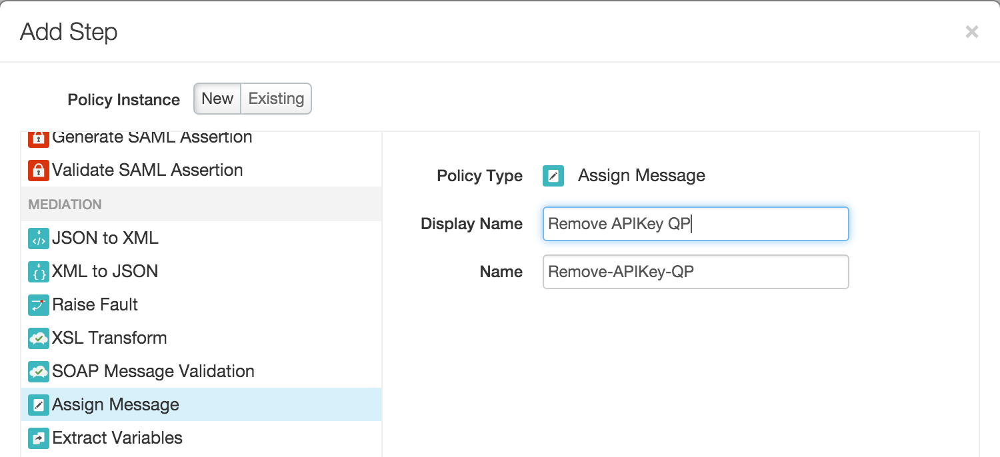 Add Step
×
Policy Instance New Existing
Generate SAML Assertion
Validate SAML Assertion
MEDIATION
JSON to XML
XML to JSON
Raise Fault
XSL Transform
SOAP Message Validation
Assign Message
Extract Variables
Policy Type Assign Message
Display Name Remove APIKey QP
Name Remove-APIKey-QP